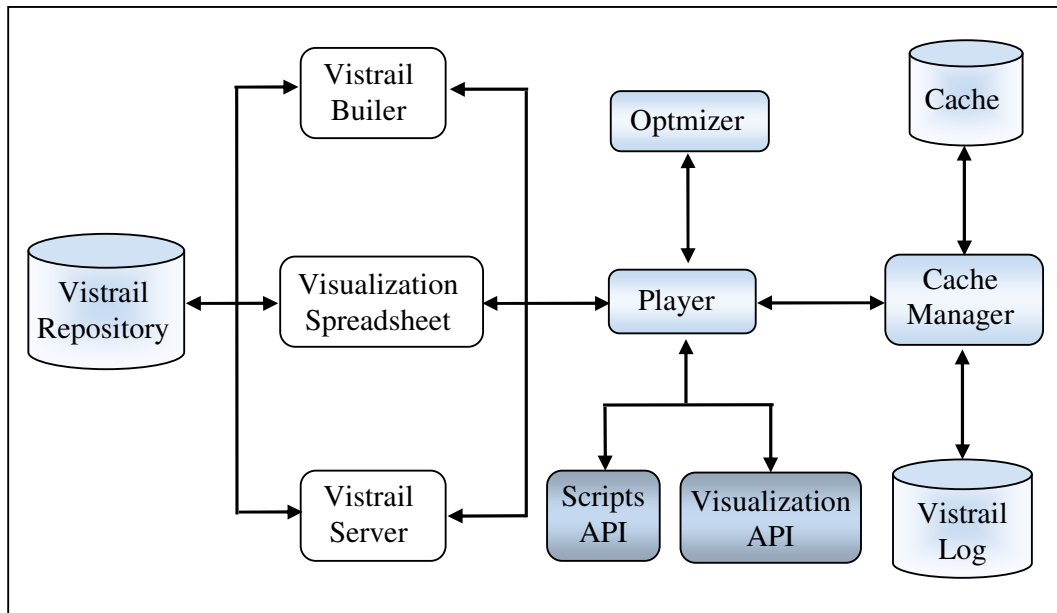 Vistrail
Builer
Cache
Optmizer
Vistrail
Repository
Visualization
Spreadsheet
Player
Cache
Manager
Vistrail
Server
Scripts
API
Visualization
API
Vistrail
Log